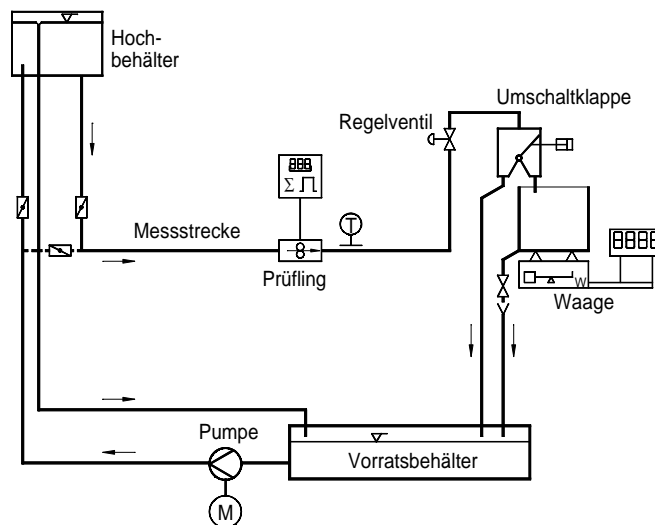 Hoch-
behälter
Umschaltklappe
Regelventil
Σ
T
Messstrecke
Prüfling
W
Waage
Pumpe
Vorratsbehälter
M